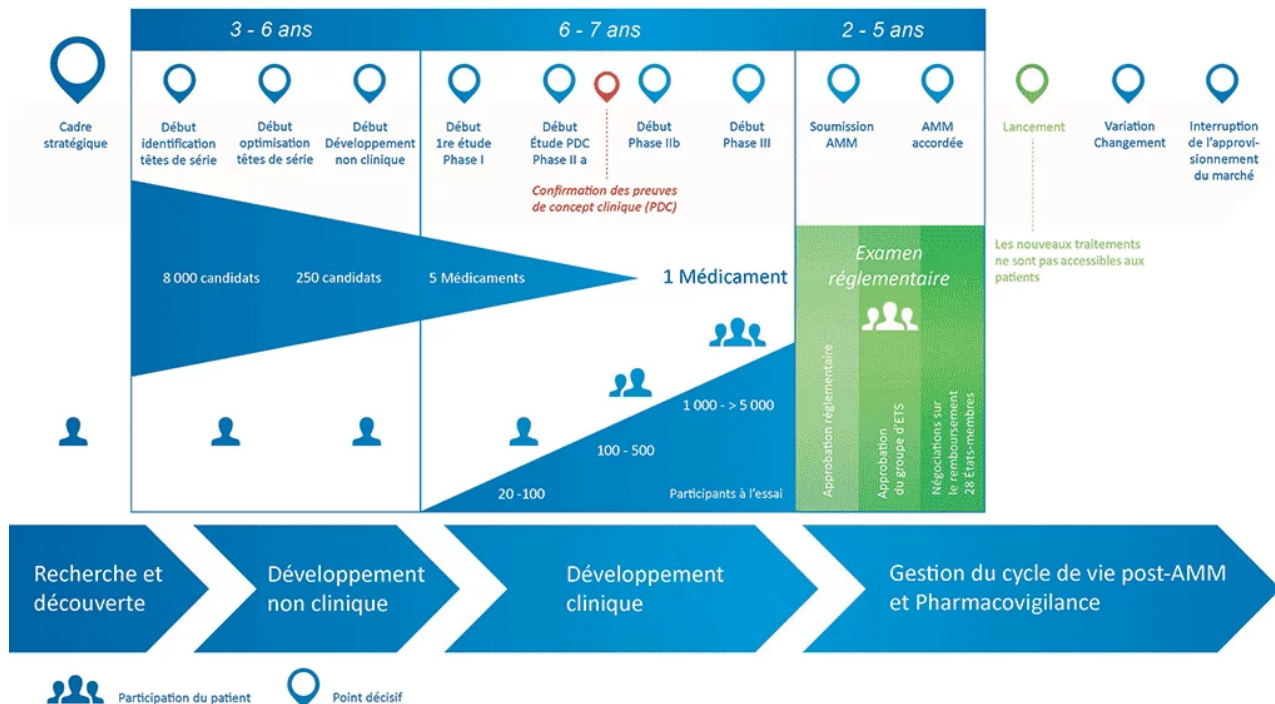 3 - 6 ans
6 - 7 ans
2 - 5 ans
Cadre
stratégique
Début
identification
têtes de série
Début
optimisation
têtes de série
Début
Développement
non clinique
Début
1re étude
Phase I
Début
Étude PDC
Phase II a
Début
Phase IIb
Début
Phase III
Soumission
AMM
AMM
accordée
Lancement
Variation
Changement
Interruption
de l'approvi-
sionnement
du marché
Confirmation des preuves
de concept clinique (PDC)
8 000 candidats
250 candidats
5 Médicaments
1 Médicament
Examen
réglementaire
Les nouveaux traitements
ne sont pas accessibles aux
patients
20 -100
100 - 500
1 000 - > 5 000
Participants à l'essai
Approbation réglementaire
Approbation
du groupe d'ETS
Négociations sur
le remboursement
28 États-membres
Recherche et
découverte
Développement
non clinique
Développement
clinique
Gestion du cycle de vie post-AMM
et Pharmacovigilance
Participation du patient
Point décisif